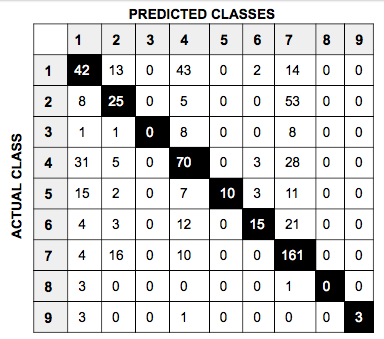 PREDICTED CLASSES
1 2 3 4 5 6 7 8 9
ACTUAL CLASS
1 42 13 0 43 0 2 14 0 0
2 8 25 0 5 0 0 53 0 0
3 1 1 0 8 0 0 8 0 0
4 31 5 0 70 0 3 28 0 0
5 15 2 0 7 10 3 11 0 0
6 4 3 0 12 0 15 21 0 0
7 4 16 0 10 0 0 161 0 0
8 3 0 0 0 0 0 1 0 0
9 3 0 0 1 0 0 0 0 3